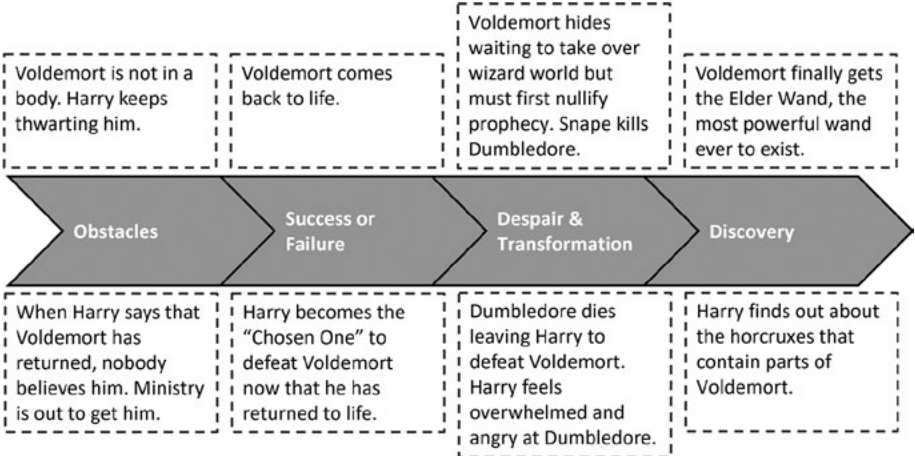 Voldemort is not in a
body. Harry keeps
thwarting him.
Voldemort comes
back to life.
Voldemort hides
waiting to take over
wizard world but
must first nullify
prophecy. Snape kills
Dumbledore.
Voldemort finally gets
the Elder Wand, the
most powerful wand
ever to exist.
Obstacles
Success or
Failure
Despair &
Transformation
Discovery
When Harry says that
Voldemort has
returned, nobody
believes him. Ministry
is out to get him.
Harry becomes the
“Chosen One” to
defeat Voldemort
now that he has
returned to life.
Dumbledore dies
leaving Harry to
defeat Voldemort.
Harry feels
overwhelmed and
angry at Dumbledore.
Harry finds out about
the horcruxes that
contain parts of
Voldemort.